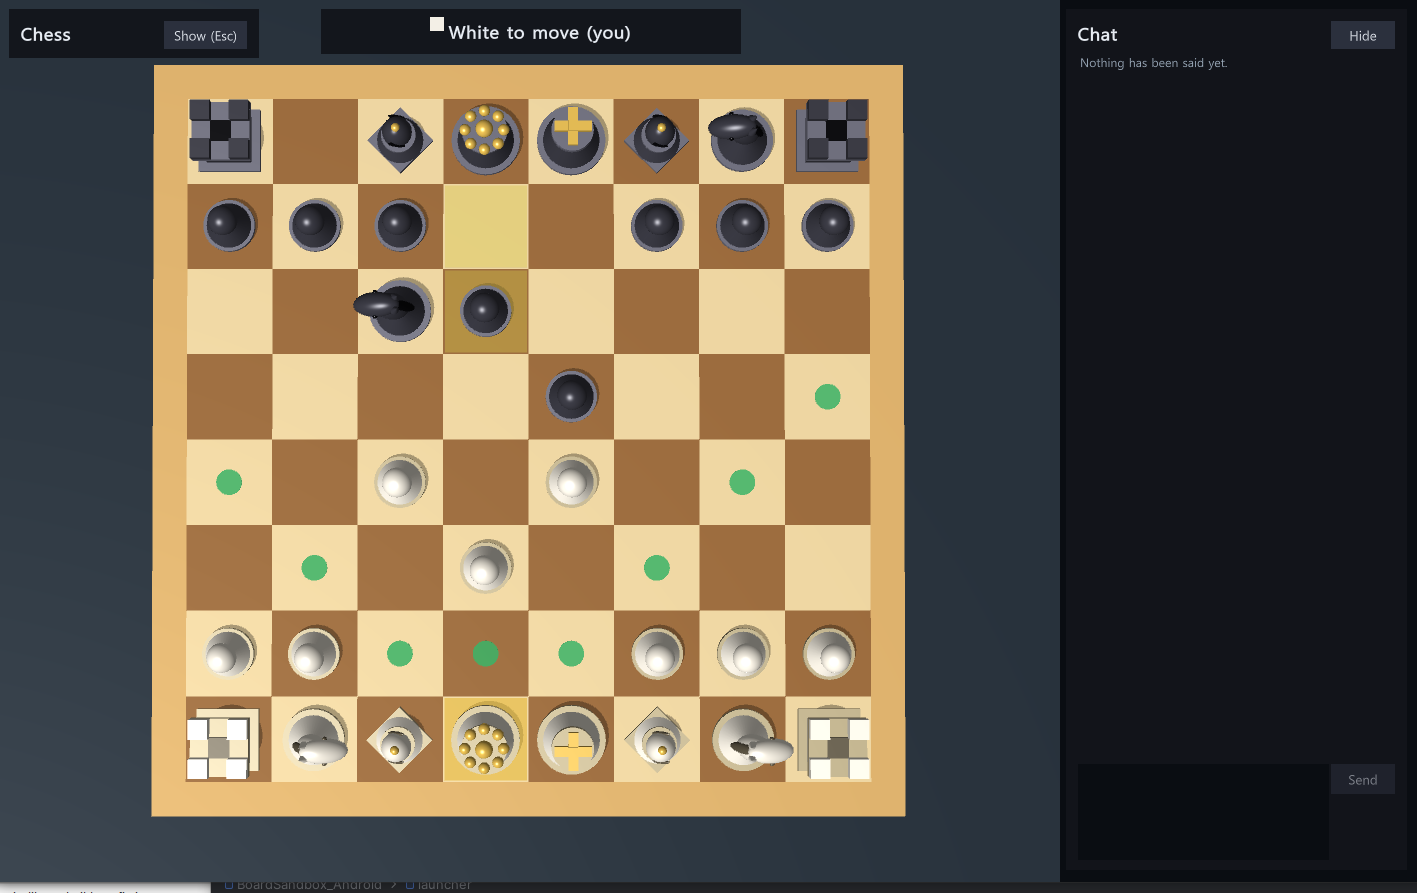 Chess
Show (Esc)
White to move (you)
Chat
Hide
Nothing has been said yet.
Send
BoardSandbox_Android > launcher